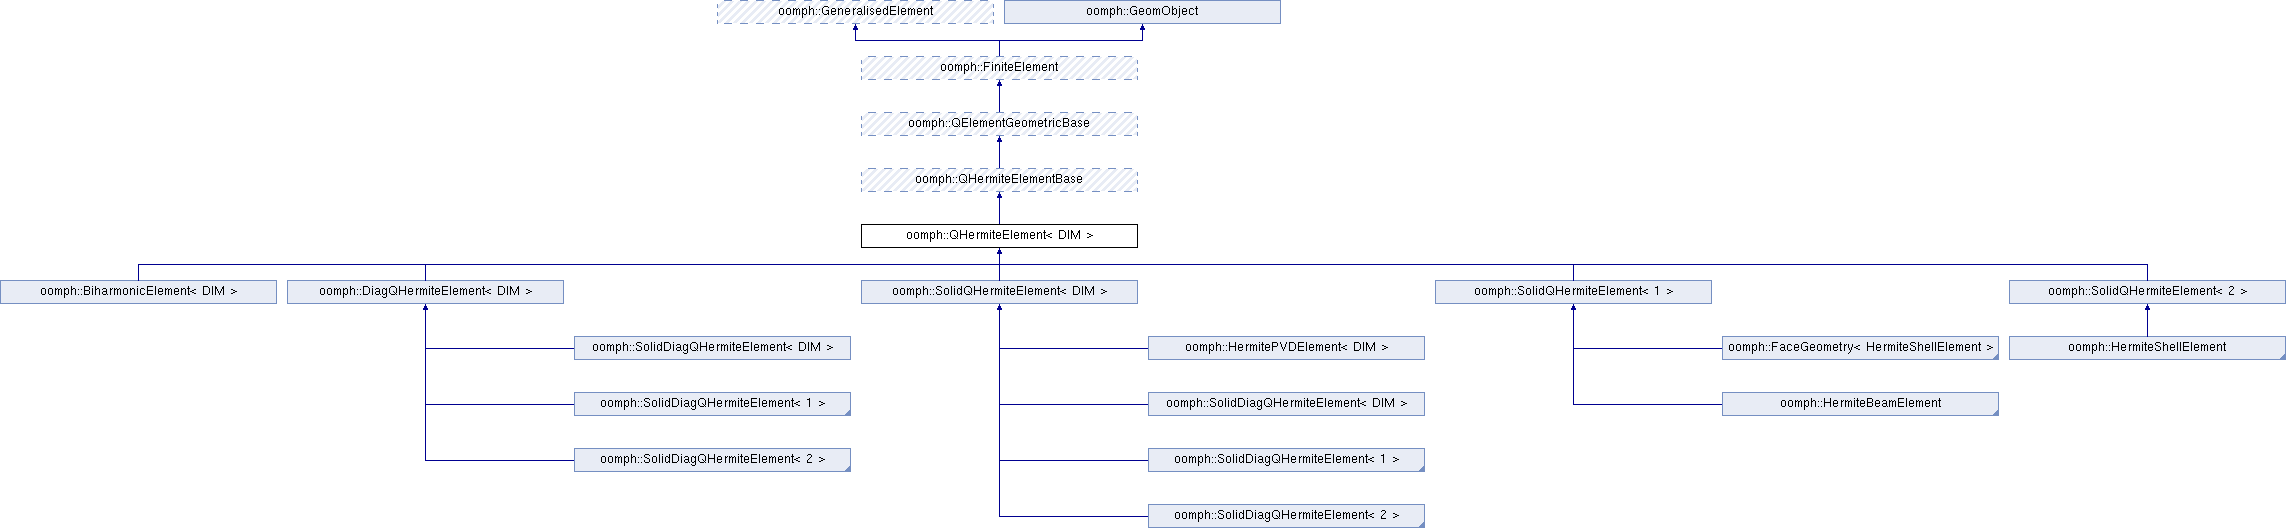 oomph::GeneralisedElement
oomph::GeomObject
oomph::FiniteElement
oomph::QElementGeometricBase
oomph::QHermiteElementBase
oomph::QHermiteElement< DIM >
oomph::BiharmonicElement< DIM >
oomph::DiagQHermiteElement< DIM >
oomph::SolidQHermiteElement< DIM >
oomph::SolidQHermiteElement< 1 >
oomph::SolidQHermiteElement< 2 >
oomph::SolidDiagQHermiteElement< DIM >
oomph::HermitePVDElement< DIM >
oomph::FaceGeometry< HermiteShellElement >
oomph::HermiteShellElement
oomph::SolidDiagQHermiteElement< 1 >
oomph::SolidDiagQHermiteElement< DIM >
oomph::HermiteBeamElement
oomph::SolidDiagQHermiteElement< 2 >
oomph::SolidDiagQHermiteElement< 1 >
oomph::SolidDiagQHermiteElement< 2 >